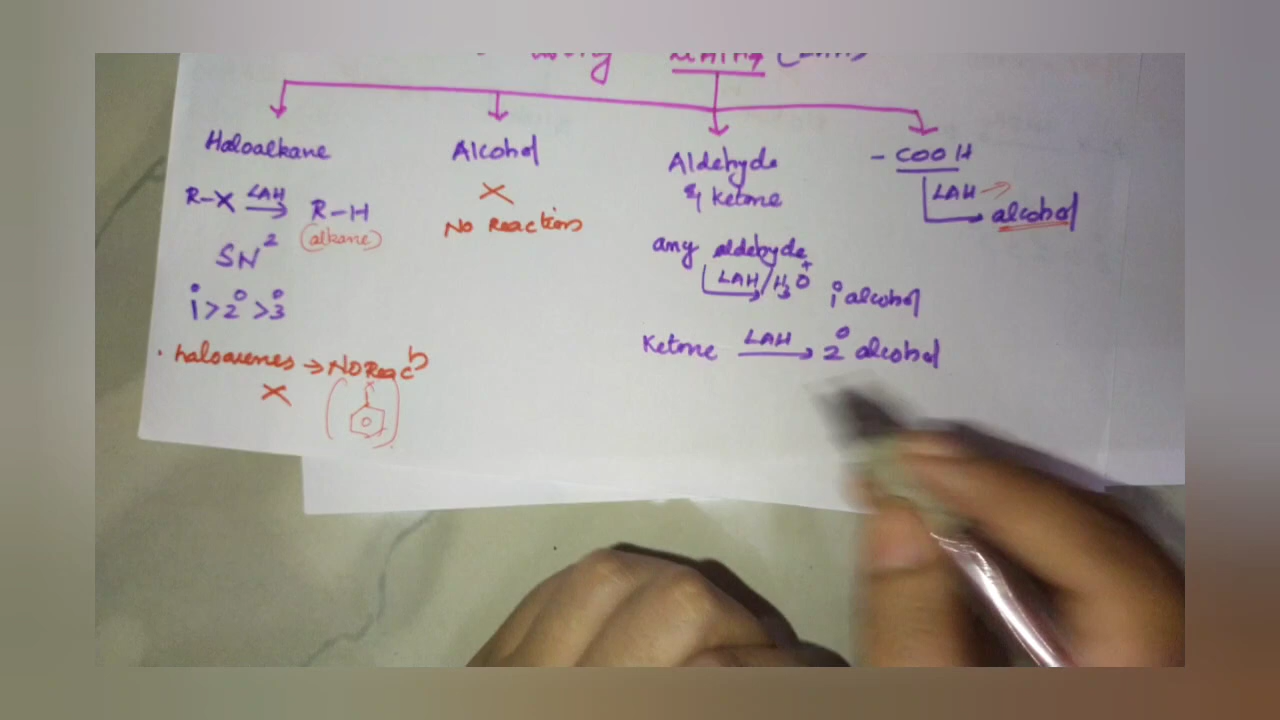 Haloalkane
R-X LAH → R-H
(alkane)
SN²
1° > 2° > 3°
· haloarenes → No Reacⁿ
X
Alcohol
X
No Reactions
Aldehyde
& Ketone
any aldehyde
LAH/H₃O⁺ → 1° alcohol
Ketone LAH → 2° alcohol
- COOH
LAH →
alcohol